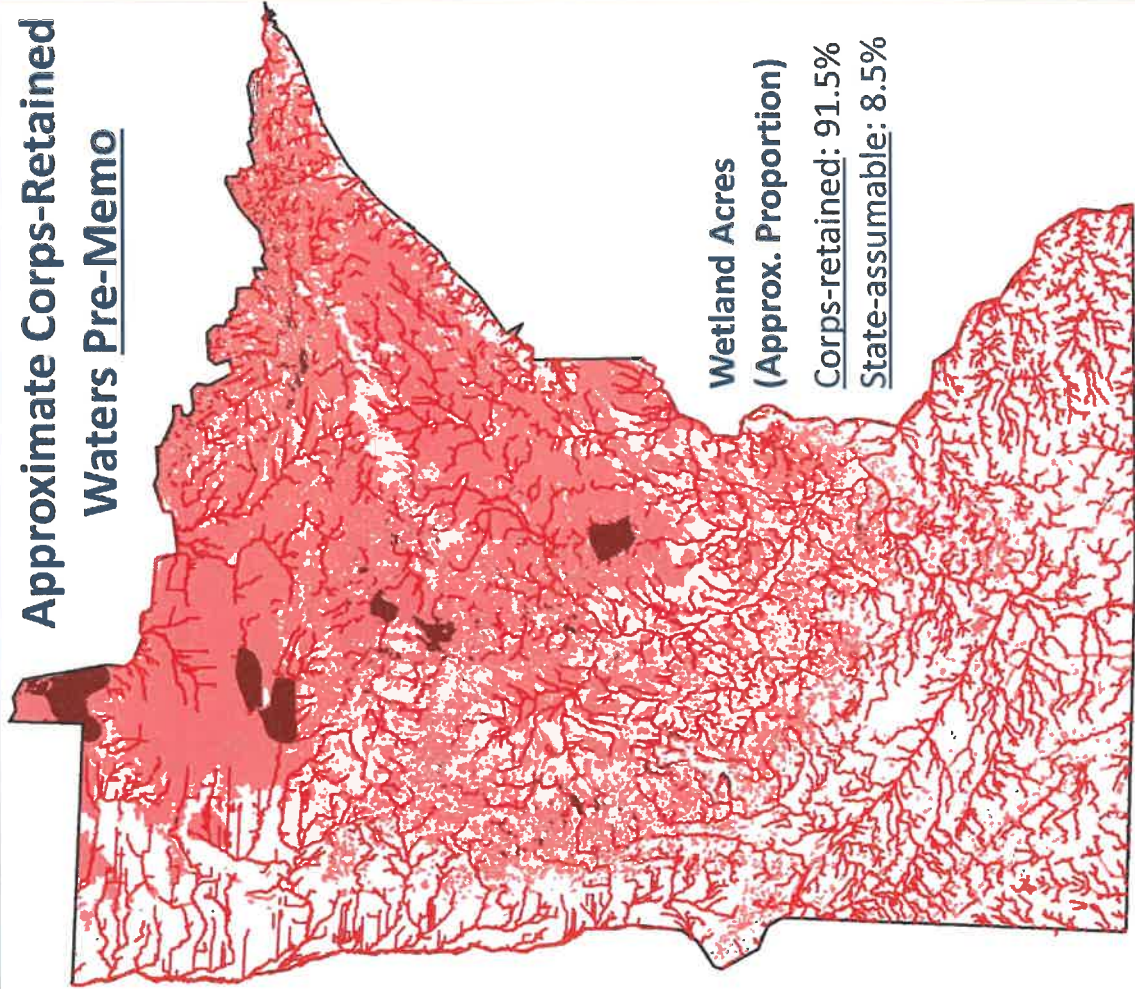 Approximate Corps-Retained
Waters Pre-Memo
Wetland Acres
(Approx. Proportion)
Corps-retained: 91.5%
State-assumable: 8.5%